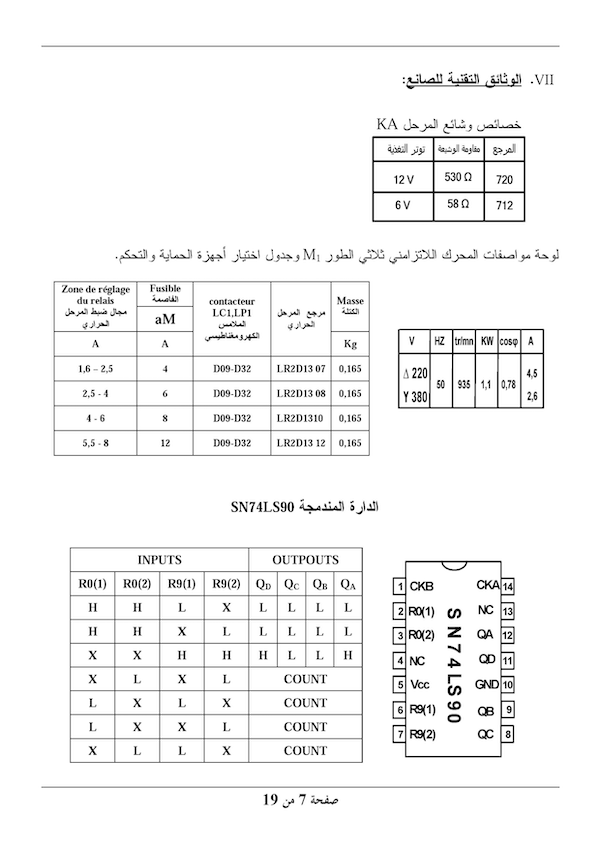 VII. الوثائق التقنية للصانع:
خصائص وشائع المرحل KA
المرجع مقاومة الوشيعة توتر التغذية
720 530 Ω 12 V
712 58 Ω 6 V
لوحة مواصفات المحرك اللاتزامني ثلاثي الطور M1 وجدول اختيار أجهزة الحماية والتحكم.
Zone de réglage du relais مجال ضبط المرحل الحراري Fusible الفاصمة aM contacteur LC1,LP1 الملامس الكهرومغناطيسي مرجع المرحل الحراري Masse الكتلة
A A Kg
1,6 – 2,5 4 D09-D32 LR2D13 07 0,165
2,5 - 4 6 D09-D32 LR2D13 08 0,165
4 - 6 8 D09-D32 LR2D1310 0,165
5,5 - 8 12 D09-D32 LR2D13 12 0,165
V HZ tr/mn KW cosφ A
Δ 220 4,5
50 935 1,1 0,78
Y 380 2,6
الدارة المندمجة SN74LS90
INPUTS OUTPOUTS
R0(1) R0(2) R9(1) R9(2) QD QC QB QA
H H L X L L L L
H H X L L L L L
X X H H H L L H
X L X L COUNT
L X L X COUNT
L X X L COUNT
X L L X COUNT
SN74LS90
1 CKB CKA 14
2 R0(1) NC 13
3 R0(2) QA 12
4 NC QD 11
5 Vcc GND 10
6 R9(1) QB 9
7 R9(2) QC 8
صفحة 7 من 19